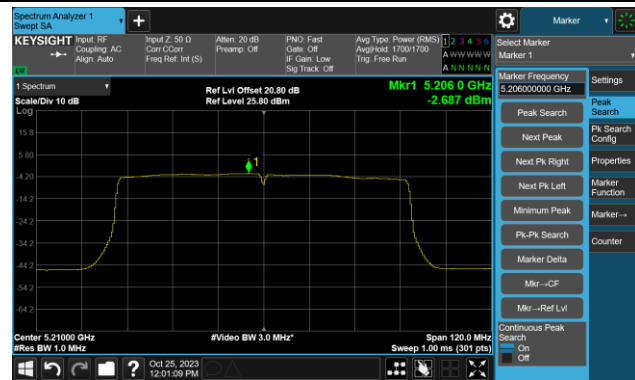 Spectrum Analyzer 1
Swept SA
Marker
KEYSIGHT
Input: RF
Coupling: AC
Align: Auto
Input Z: 50 Ω
Corr CCorr
Freq Ref: Int (S)
Atten: 20 dB
Preamp: Off
PNO: Fast
Gate: Off
IF Gain: Low
Sig Track: Off
Avg Type: Power (RMS)
Avg|Hold: 1700/1700
Trig: Free Run
1 2 3 4 5 6
A W W W W W
A N N N N N
LXI
Select Marker
Marker 1
1 Spectrum
Scale/Div 10 dB
Log
Ref Lvl Offset 20.80 dB
Ref Level 25.80 dBm
Mkr1 5.206 0 GHz
-2.687 dBm
15.8
5.80
-4.20
-14.2
-24.2
-34.2
-44.2
-54.2
-64.2
1
Center 5.21000 GHz
#Res BW 1.0 MHz
#Video BW 3.0 MHz*
Span 120.0 MHz
Sweep 1.00 ms (301 pts)
Marker Frequency
5.206000000 GHz
Peak Search
Next Peak
Next Pk Right
Next Pk Left
Minimum Peak
Pk-Pk Search
Marker Delta
Mkr→CF
Mkr→Ref Lvl
Continuous Peak
Search
On
Off
Settings
Peak
Search
Pk Search
Config
Properties
Marker
Function
Marker→
Counter
?
Oct 25, 2023
12:01:09 PM